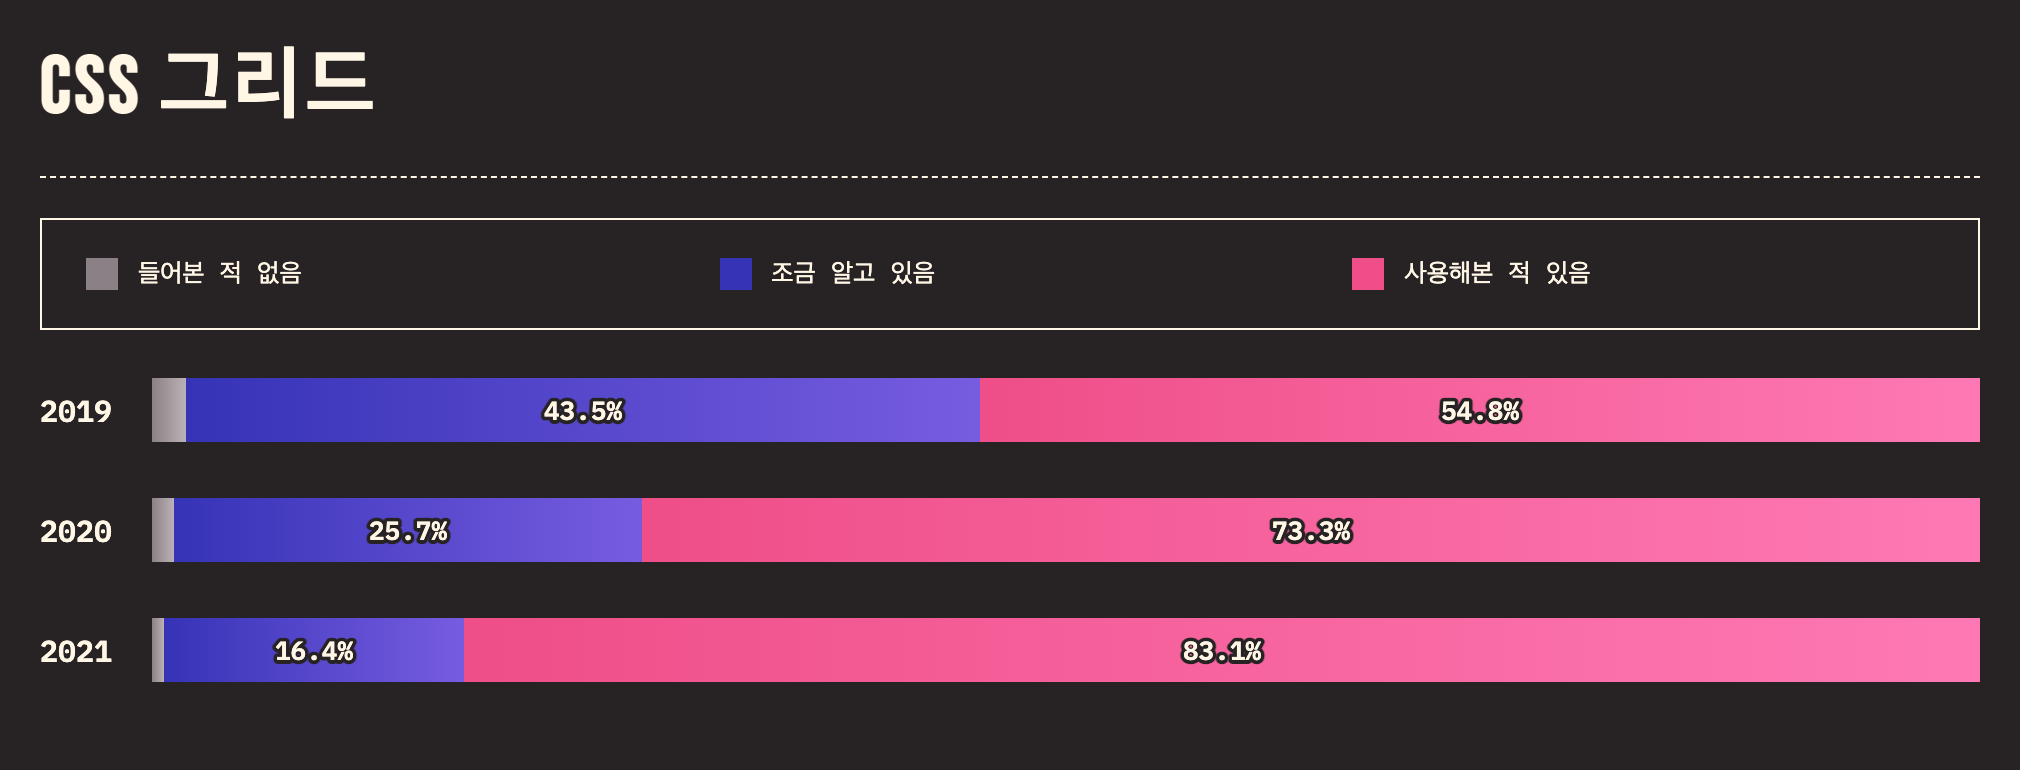 CSS 그리드
들어본 적 없음 조금 알고 있음 사용해본 적 있음
2019 43.5% 54.8%
2020 25.7% 73.3%
2021 16.4% 83.1%